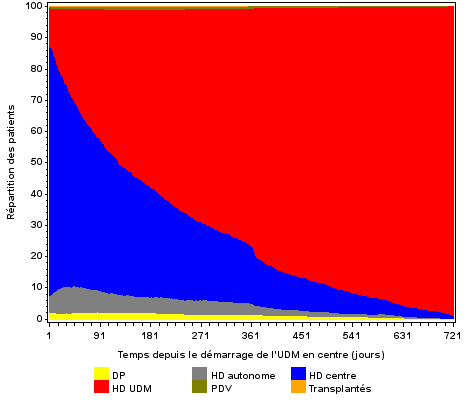 Répartition des patients
100
90
80
70
60
50
40
30
20
10
0
1 91 181 271 361 451 541 631 721
Temps depuis le démarrage de l'UDM en centre (jours)
DP HD autonome HD centre
HD UDM PDV Transplantés